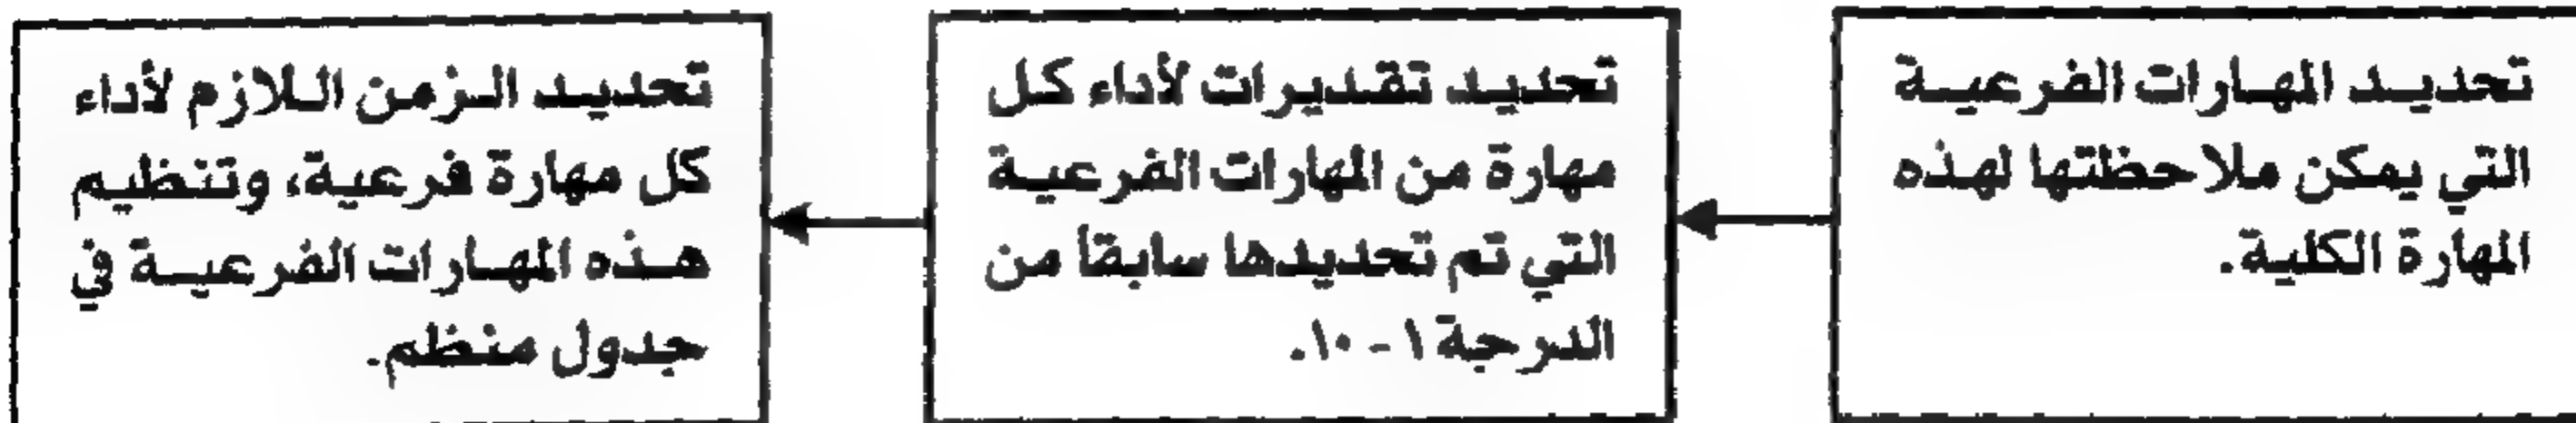 تحديد المهارات الفرعية
التي يمكن ملاحظتها لهذه
المهارة الكلية.
تحديد تقديرات لأداء كل
مهارة من المهارات الفرعية
التي تم تحديدها سابقاً من
الدرجة ١ - ١٠.
تحديد الزمن اللازم لأداء
كل مهارة فرعية، وتنظيم
هذه المهارات الفرعية في
جدول منظم.